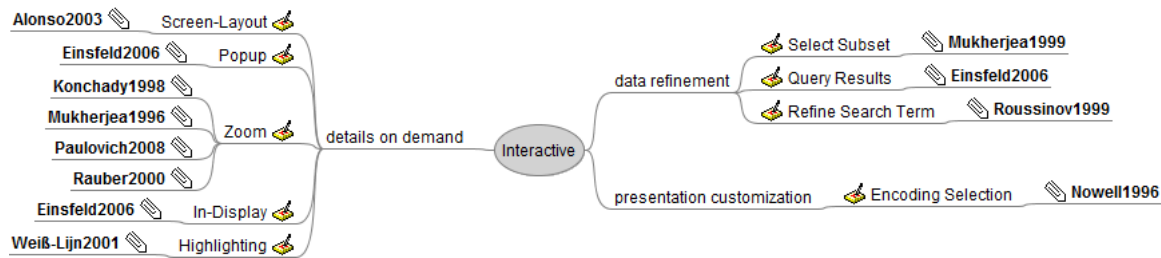 Alonso2003 Screen-Layout
Einsfeld2006 Popup
Konchady1998
Mukherjea1996
Zoom
Paulovich2008
Rauber2000
Einsfeld2006 In-Display
Weiß-Lijn2001 Highlighting
details on demand
Interactive
data refinement
Select Subset Mukherjea1999
Query Results Einsfeld2006
Refine Search Term Roussinov1999
presentation customization Encoding Selection Nowell1996